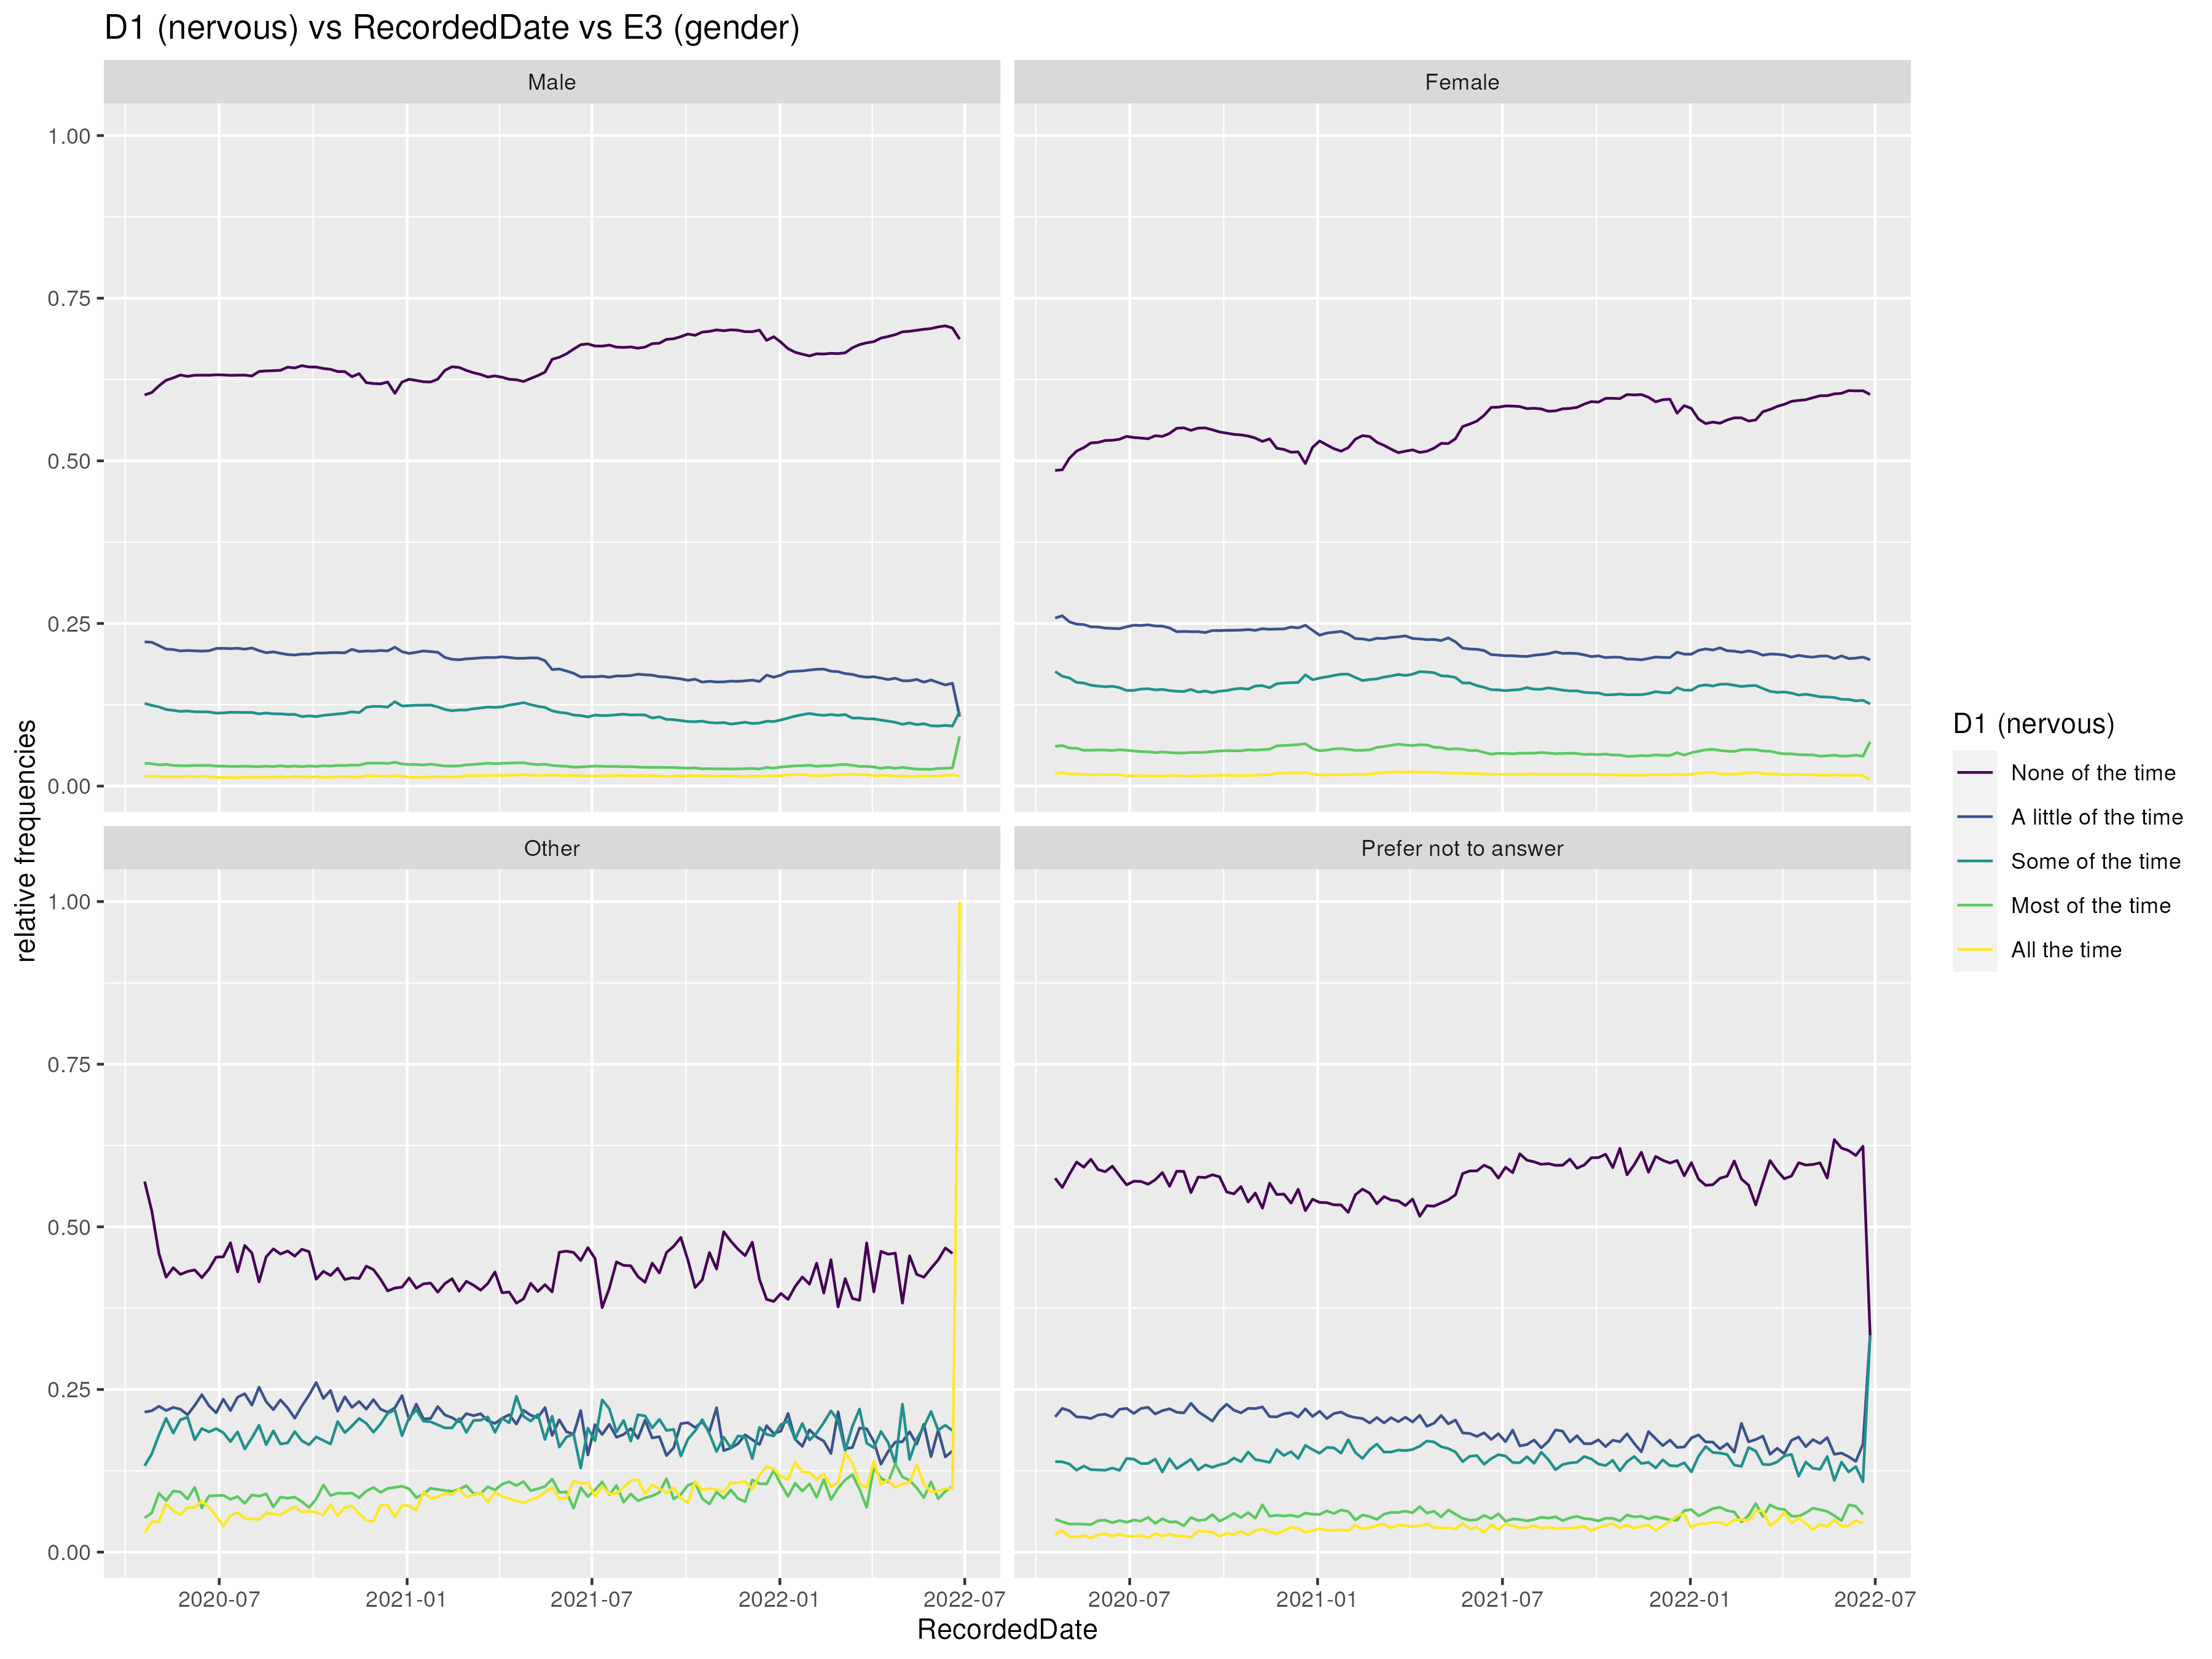 D1 (nervous) vs RecordedDate vs E3 (gender)
Male
Female
1.00
0.75
0.50
0.25
0.00
Other
Prefer not to answer
1.00
0.75
0.50
0.25
0.00
relative frequencies
2020-07
2021-01
2021-07
2022-01
2022-07
2020-07
2021-01
2021-07
2022-01
2022-07
RecordedDate
D1 (nervous)
None of the time
A little of the time
Some of the time
Most of the time
All the time